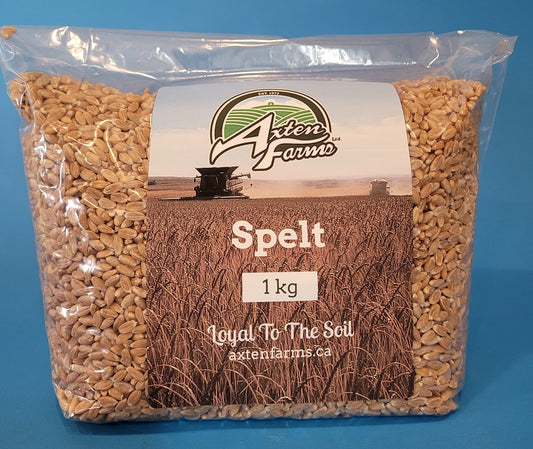 EST. 1972
Axten
Farms Ltd.
Spelt
1 kg
Loyal To The Soil
axtenfarms.ca